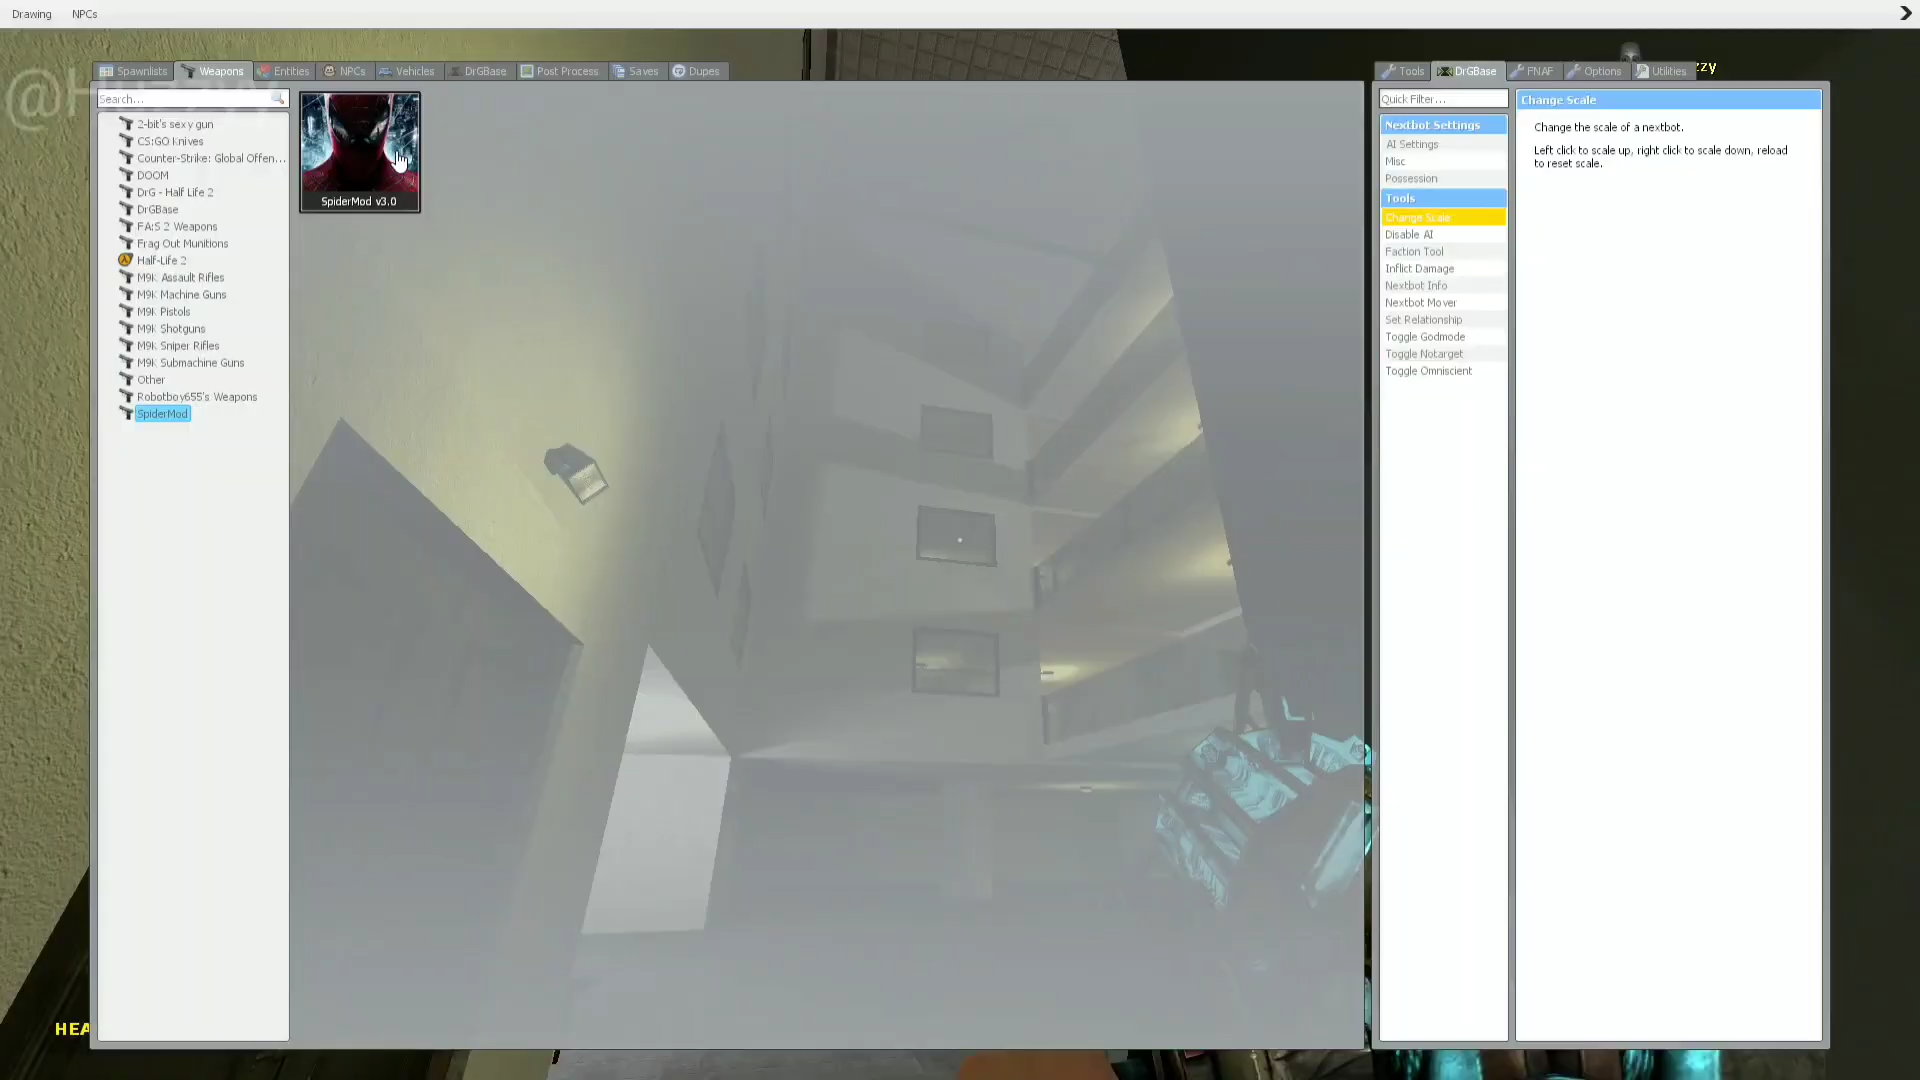 Drawing NPCs
Spawnlists Weapons Entities NPCs Vehicles DrGBase Post Process Saves Dupes
Search...
2-bit's sexy gun
CS:GO Knives
Counter-Strike: Global Offen...
DOOM
DrG - Half Life 2
DrGBase
FA:S 2 Weapons
Frag Out Munitions
Half-Life 2
M9K Assault Rifles
M9K Machine Guns
M9K Pistols
M9K Shotguns
M9K Sniper Rifles
M9K Submachine Guns
Other
Robotboy655's Weapons
SpiderMod
SpiderMod v3.0
Tools DrGBase FNAF Options Utilities
zzy
Quick Filter...
Nextbot Settings
AI Settings
Misc
Possession
Tools
Change Scale
Disable AI
Faction Tool
Inflict Damage
Nextbot Info
Nextbot Mover
Set Relationship
Toggle Godmode
Toggle Notarget
Toggle Omniscient
Change Scale
Change the scale of a nextbot.
Left click to scale up, right click to scale down, reload
to reset scale.
HEA